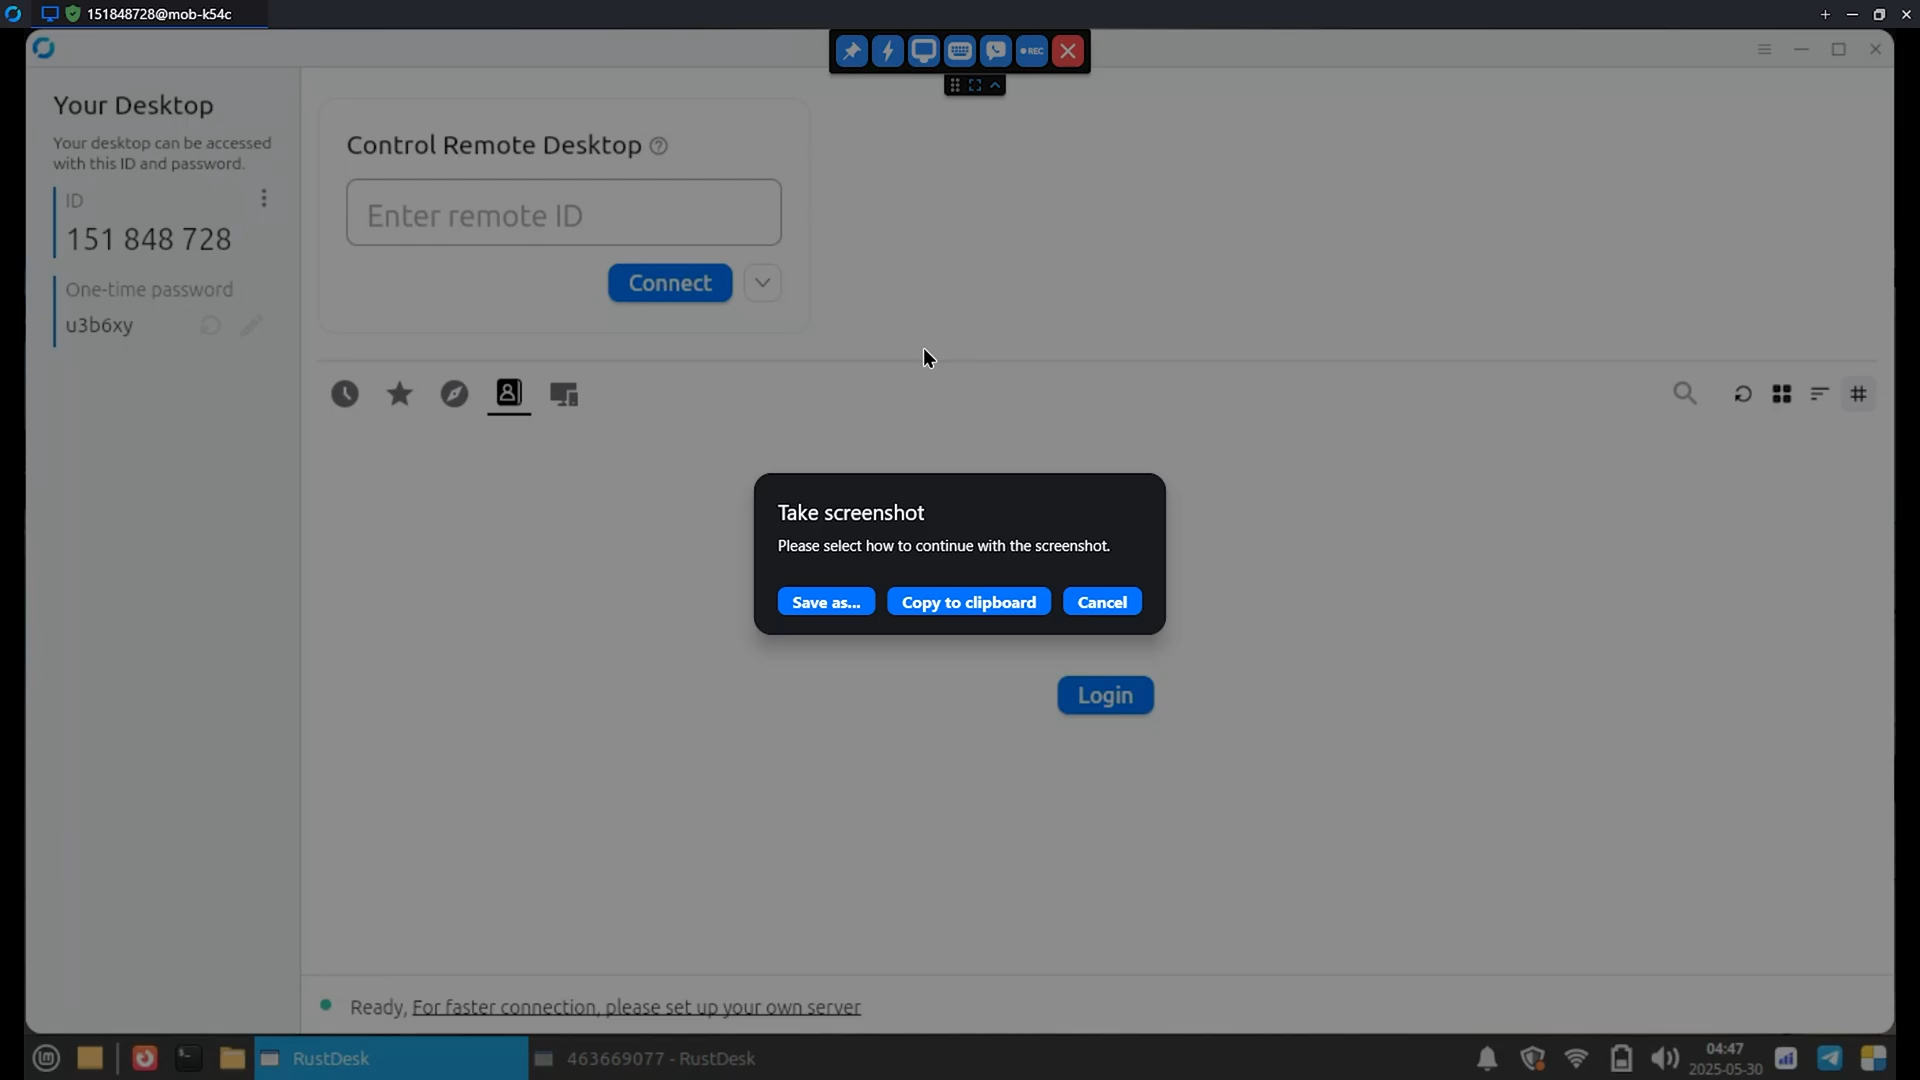 151848728@mob-k54c
REC
Your Desktop
Your desktop can be accessed
with this ID and password.
ID
151 848 728
One-time password
u3b6xy
Control Remote Desktop
Enter remote ID
Connect
Take screenshot
Please select how to continue with the screenshot.
Save as...
Copy to clipboard
Cancel
Login
Ready, For faster connection, please set up your own server
RustDesk
463669077 - RustDesk
04:47
2025-05-30